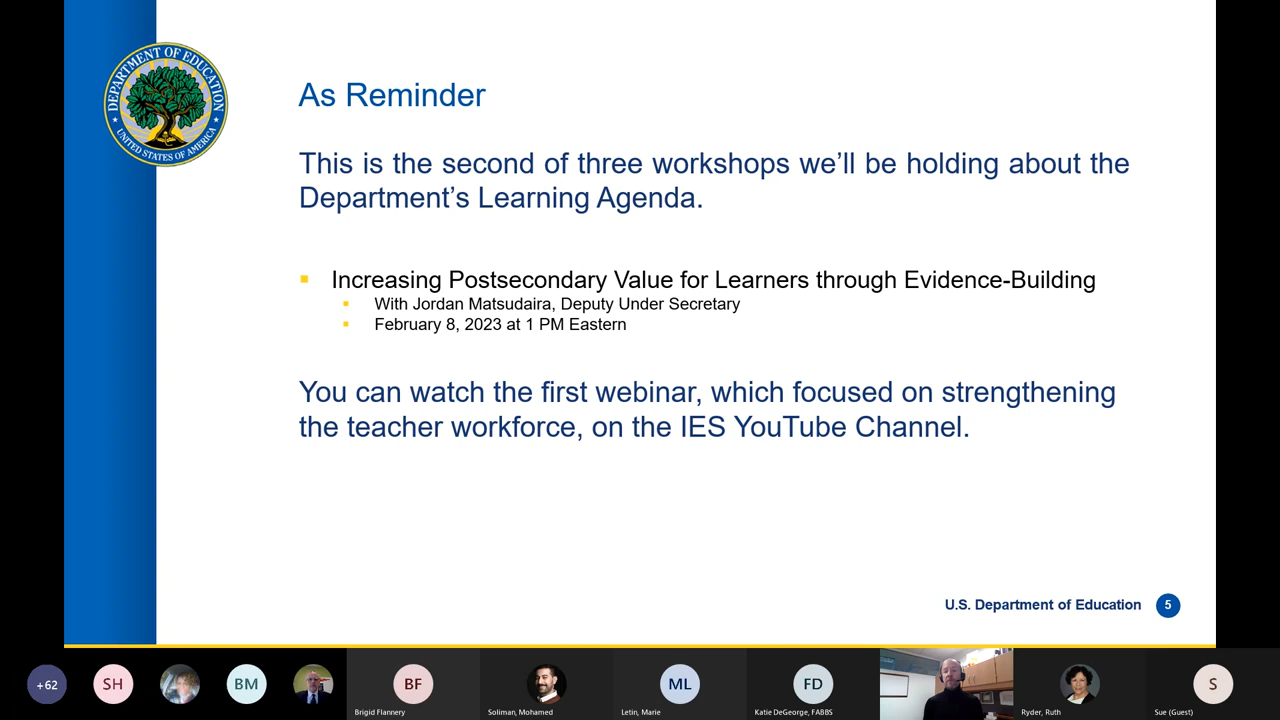 DEPARTMENT OF EDUCATION
UNITED STATES OF AMERICA
As Reminder
This is the second of three workshops we’ll be holding about the
Department’s Learning Agenda.
Increasing Postsecondary Value for Learners through Evidence-Building
With Jordan Matsudaira, Deputy Under Secretary
February 8, 2023 at 1 PM Eastern
You can watch the first webinar, which focused on strengthening
the teacher workforce, on the IES YouTube Channel.
U.S. Department of Education 5
+62 SH BM BF ML FD S
Brigid Flannery Soliman, Mohamed Letin, Marie Katie DeGeorge, FABBS Ryder, Ruth Sue (Guest)